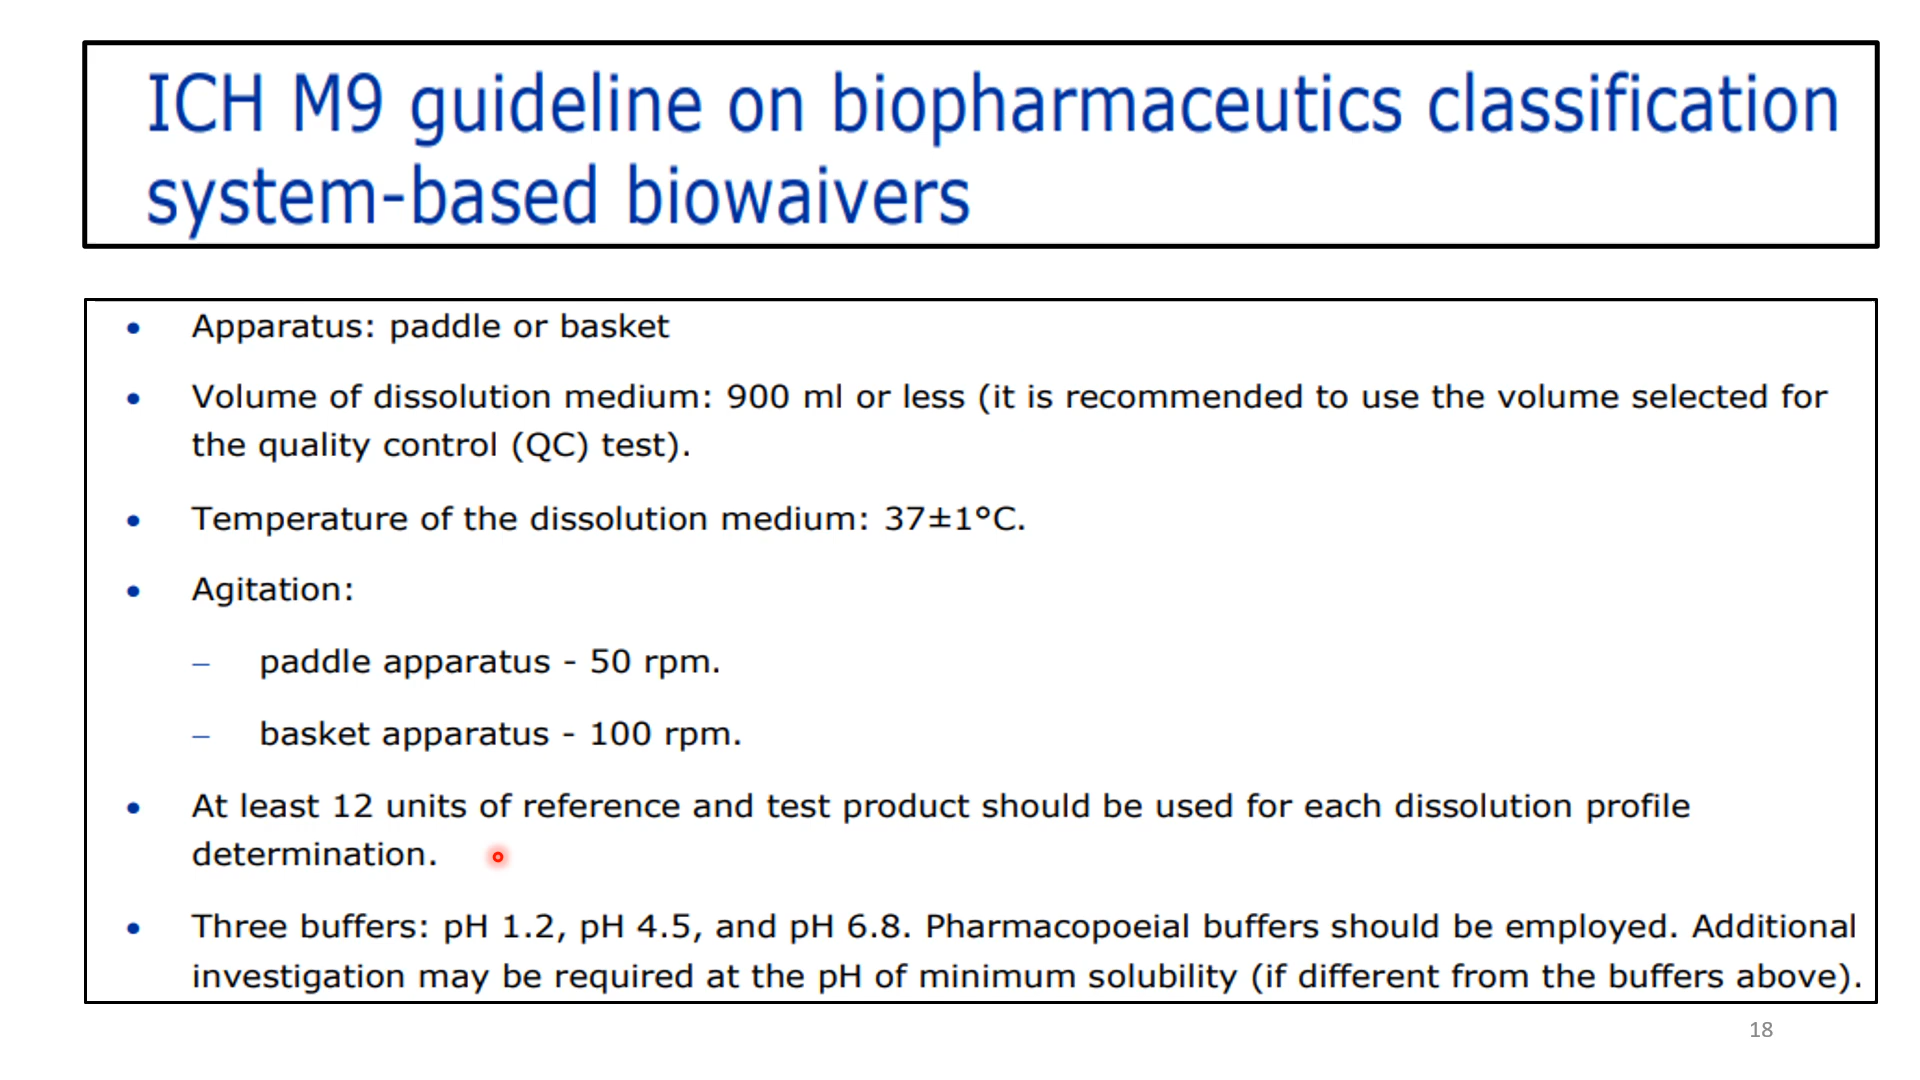 ICH M9 guideline on biopharmaceutics classification
system-based biowaivers
• Apparatus: paddle or basket
• Volume of dissolution medium: 900 ml or less (it is recommended to use the volume selected for
the quality control (QC) test).
• Temperature of the dissolution medium: 37±1°C.
• Agitation:
– paddle apparatus - 50 rpm.
– basket apparatus - 100 rpm.
• At least 12 units of reference and test product should be used for each dissolution profile
determination.
• Three buffers: pH 1.2, pH 4.5, and pH 6.8. Pharmacopoeial buffers should be employed. Additional
investigation may be required at the pH of minimum solubility (if different from the buffers above).
18